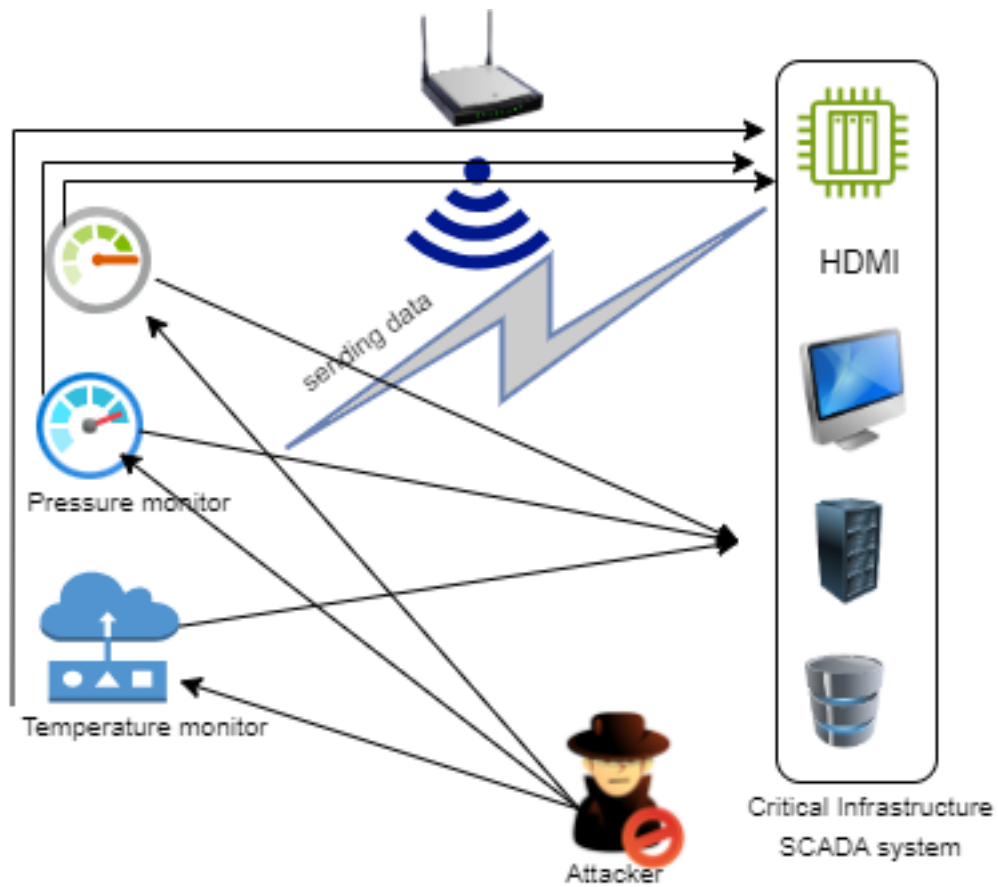 HDMI
sending data
Pressure monitor
Temperature monitor
Critical Infrastructure
SCADA system
Attacker